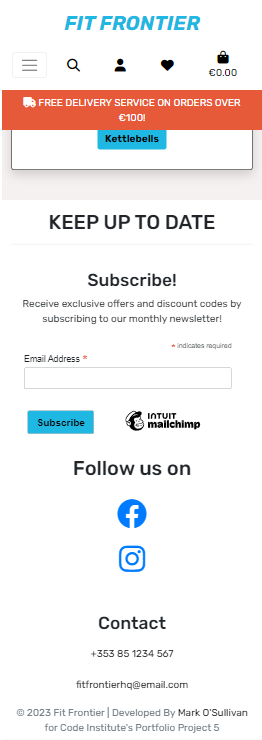 FIT FRONTIER
€0.00
FREE DELIVERY SERVICE ON ORDERS OVER
€100!
Kettlebells
KEEP UP TO DATE
Subscribe!
Receive exclusive offers and discount codes by
subscribing to our monthly newsletter!
* indicates required
Email Address *
Subscribe
INTUIT
mailchimp
Follow us on
Contact
+353 85 1234 567
fitfrontierhq@email.com
© 2023 Fit Frontier | Developed By Mark O'Sullivan
for Code Institute's Portfolio Project 5